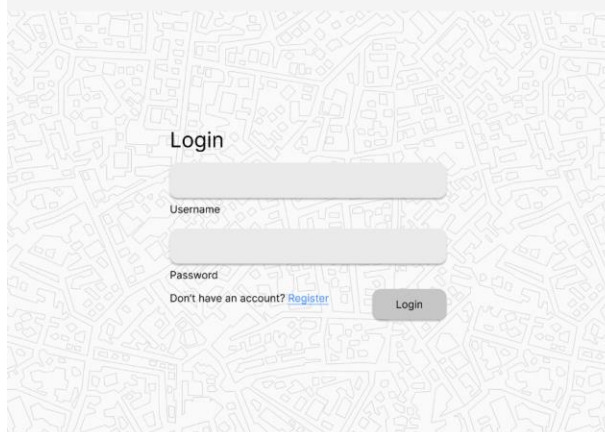 Login
Username
Password
Don't have an account? Register
Login